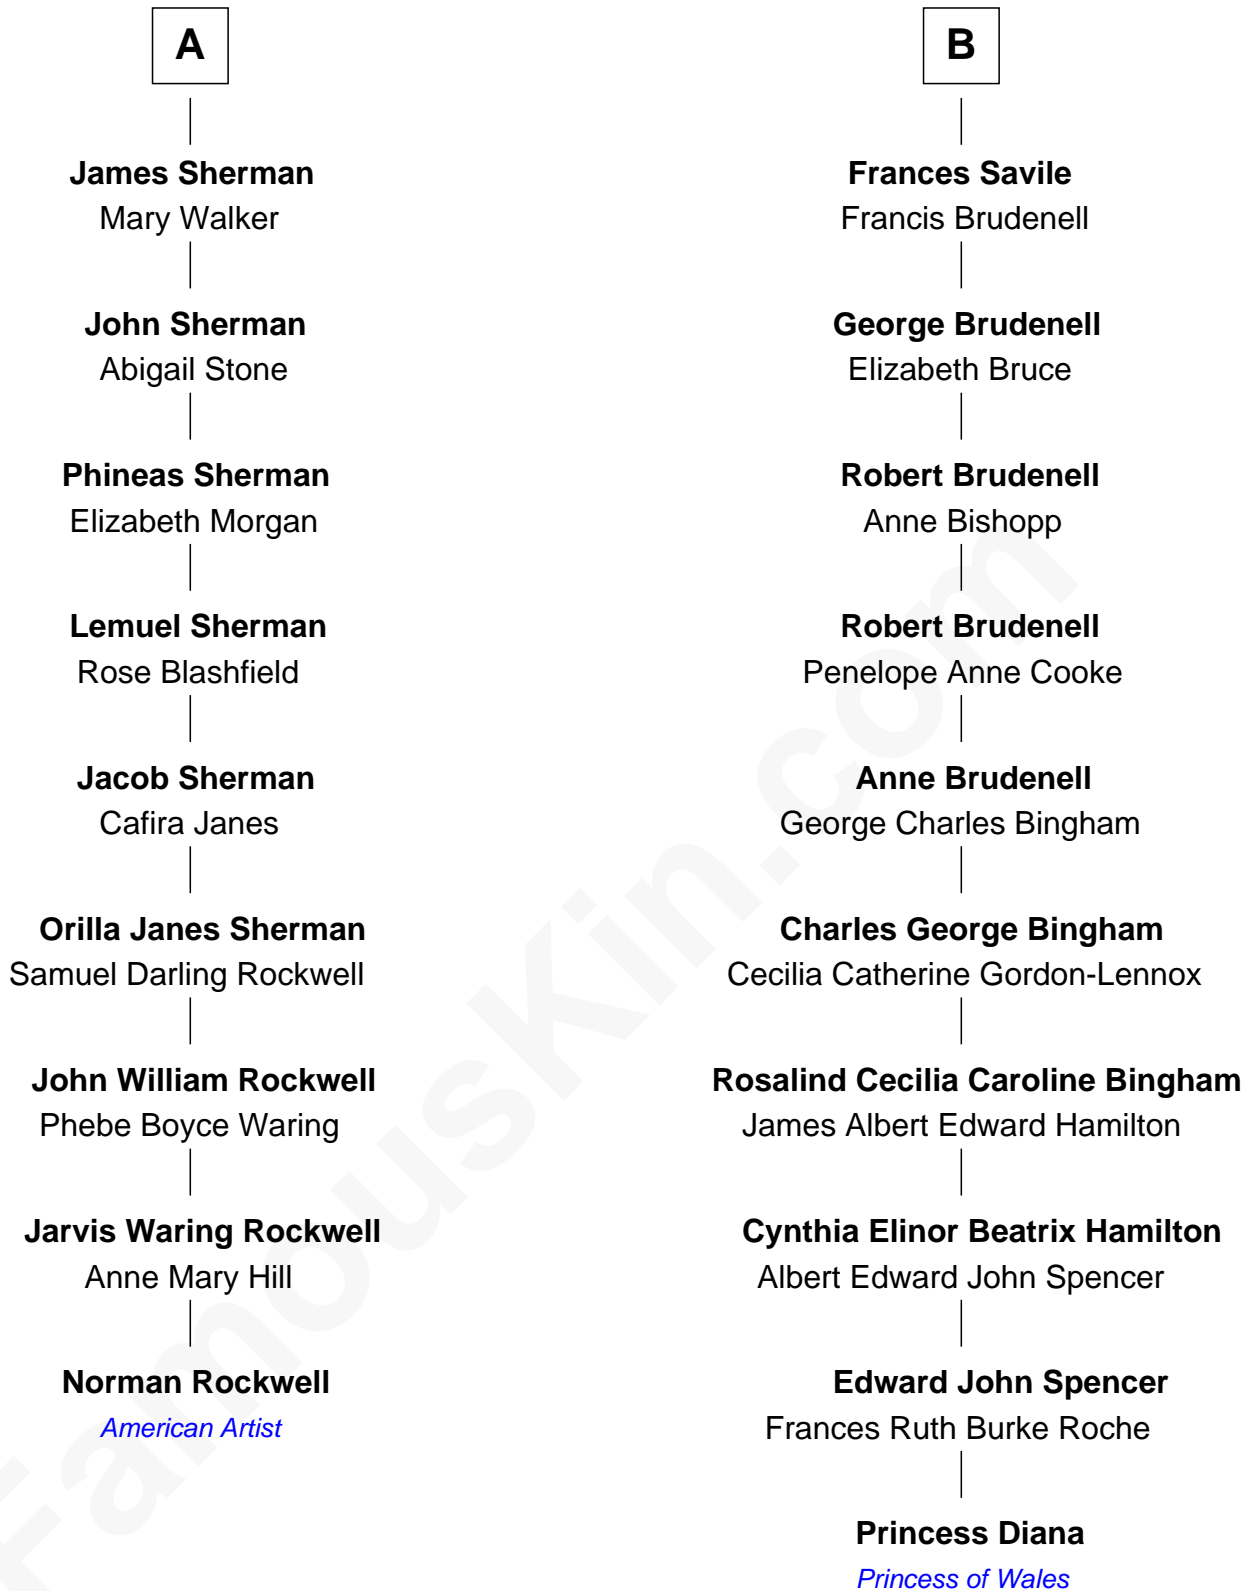 A
James Sherman
Mary Walker
John Sherman
Abigail Stone
Phineas Sherman
Elizabeth Morgan
Lemuel Sherman
Rose Blashfield
Jacob Sherman
Cafira Janes
Orilla Janes Sherman
Samuel Darling Rockwell
John William Rockwell
Phebe Boyce Waring
Jarvis Waring Rockwell
Anne Mary Hill
Norman Rockwell
American Artist
B
Frances Savile
Francis Brudenell
George Brudenell
Elizabeth Bruce
Robert Brudenell
Anne Bishopp
Robert Brudenell
Penelope Anne Cooke
Anne Brudenell
George Charles Bingham
Charles George Bingham
Cecilia Catherine Gordon-Lennox
Rosalind Cecilia Caroline Bingham
James Albert Edward Hamilton
Cynthia Elinor Beatrix Hamilton
Albert Edward John Spencer
Edward John Spencer
Frances Ruth Burke Roche
Princess Diana
Princess of Wales
FamousKin.com